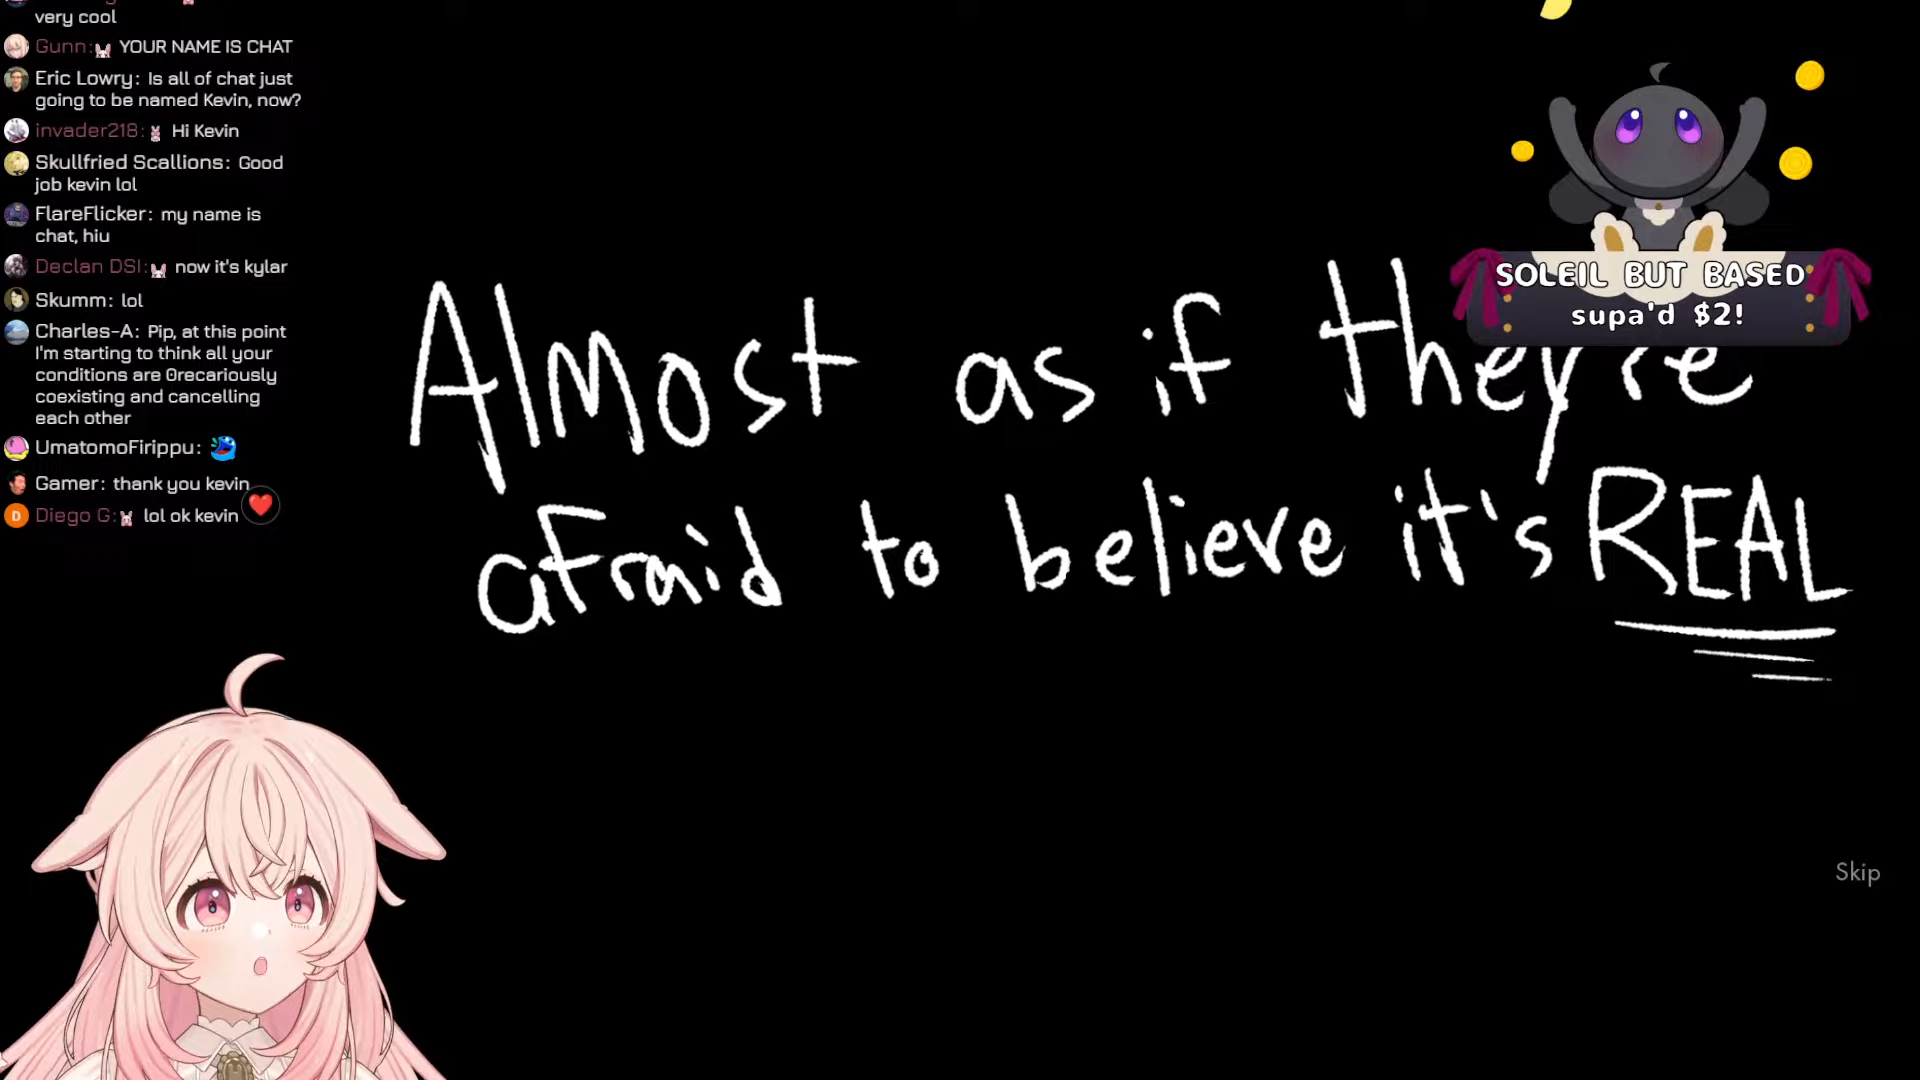 very cool
Gunn: YOUR NAME IS CHAT
Eric Lowry: Is all of chat just
going to be named Kevin, now?
invader218: Hi Kevin
Skullfried Scallions: Good
job kevin lol
FlareFlicker: my name is
chat, hiu
Declan DSI: now it's kylar
Skumm: lol
Charles-A: Pip, at this point
I'm starting to think all your
conditions are 0recariously
coexisting and cancelling
each other
UmatomoFirippu:
Gamer: thank you kevin
D Diego G: lol ok kevin
SOLEIL BUT BASED
supa'd $2!
Almost as if they're
afraid to believe it's REAL
Skip